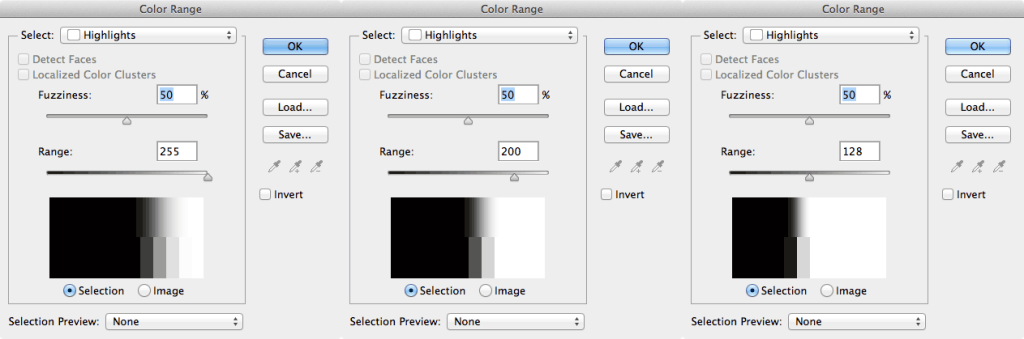 Color Range
Select: Highlights
OK
Detect Faces
Localized Color Clusters
Cancel
Fuzziness: 50 %
Load...
Save...
Range: 255
Invert
Selection Image
Selection Preview: None
Color Range
Select: Highlights
OK
Detect Faces
Localized Color Clusters
Cancel
Fuzziness: 50 %
Load...
Save...
Range: 200
Invert
Selection Image
Selection Preview: None
Color Range
Select: Highlights
OK
Detect Faces
Localized Color Clusters
Cancel
Fuzziness: 50 %
Load...
Save...
Range: 128
Invert
Selection Image
Selection Preview: None